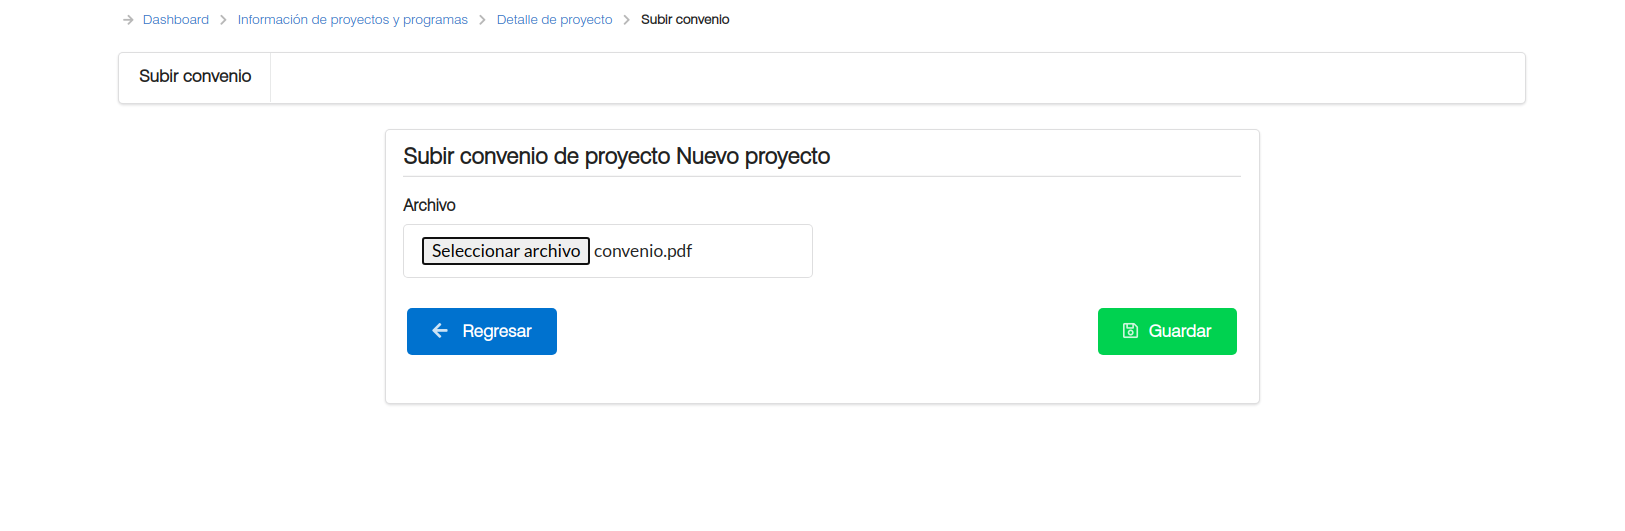 Dashboard Información de proyectos y programas Detalle de proyecto Subir convenio
Subir convenio
Subir convenio de proyecto Nuevo proyecto
Archivo
Seleccionar archivo convenio.pdf
Regresar Guardar